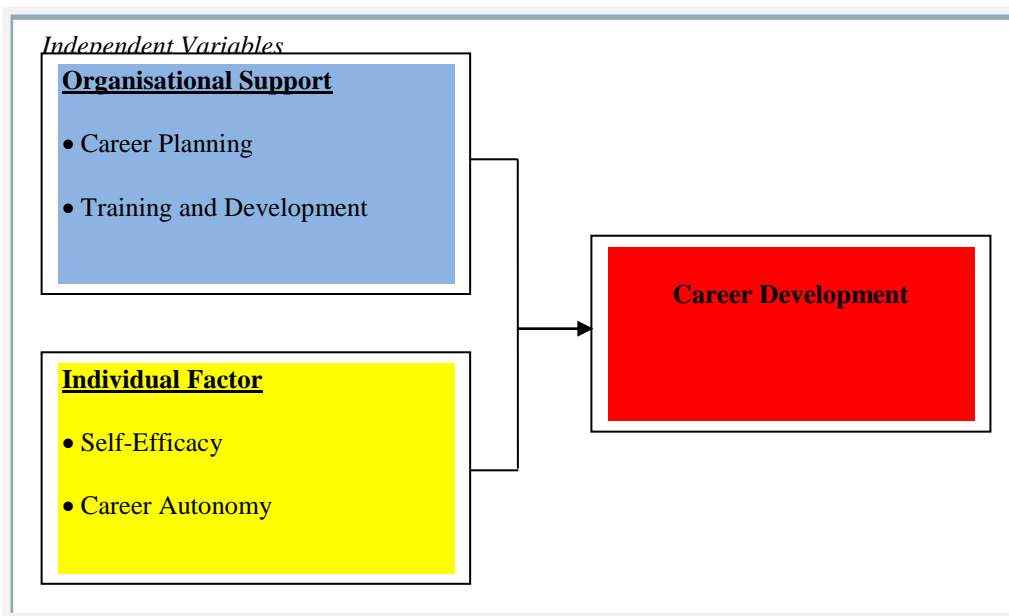 Independent Variables
Organisational Support
• Career Planning
• Training and Development
Career Development
Individual Factor
• Self-Efficacy
• Career Autonomy